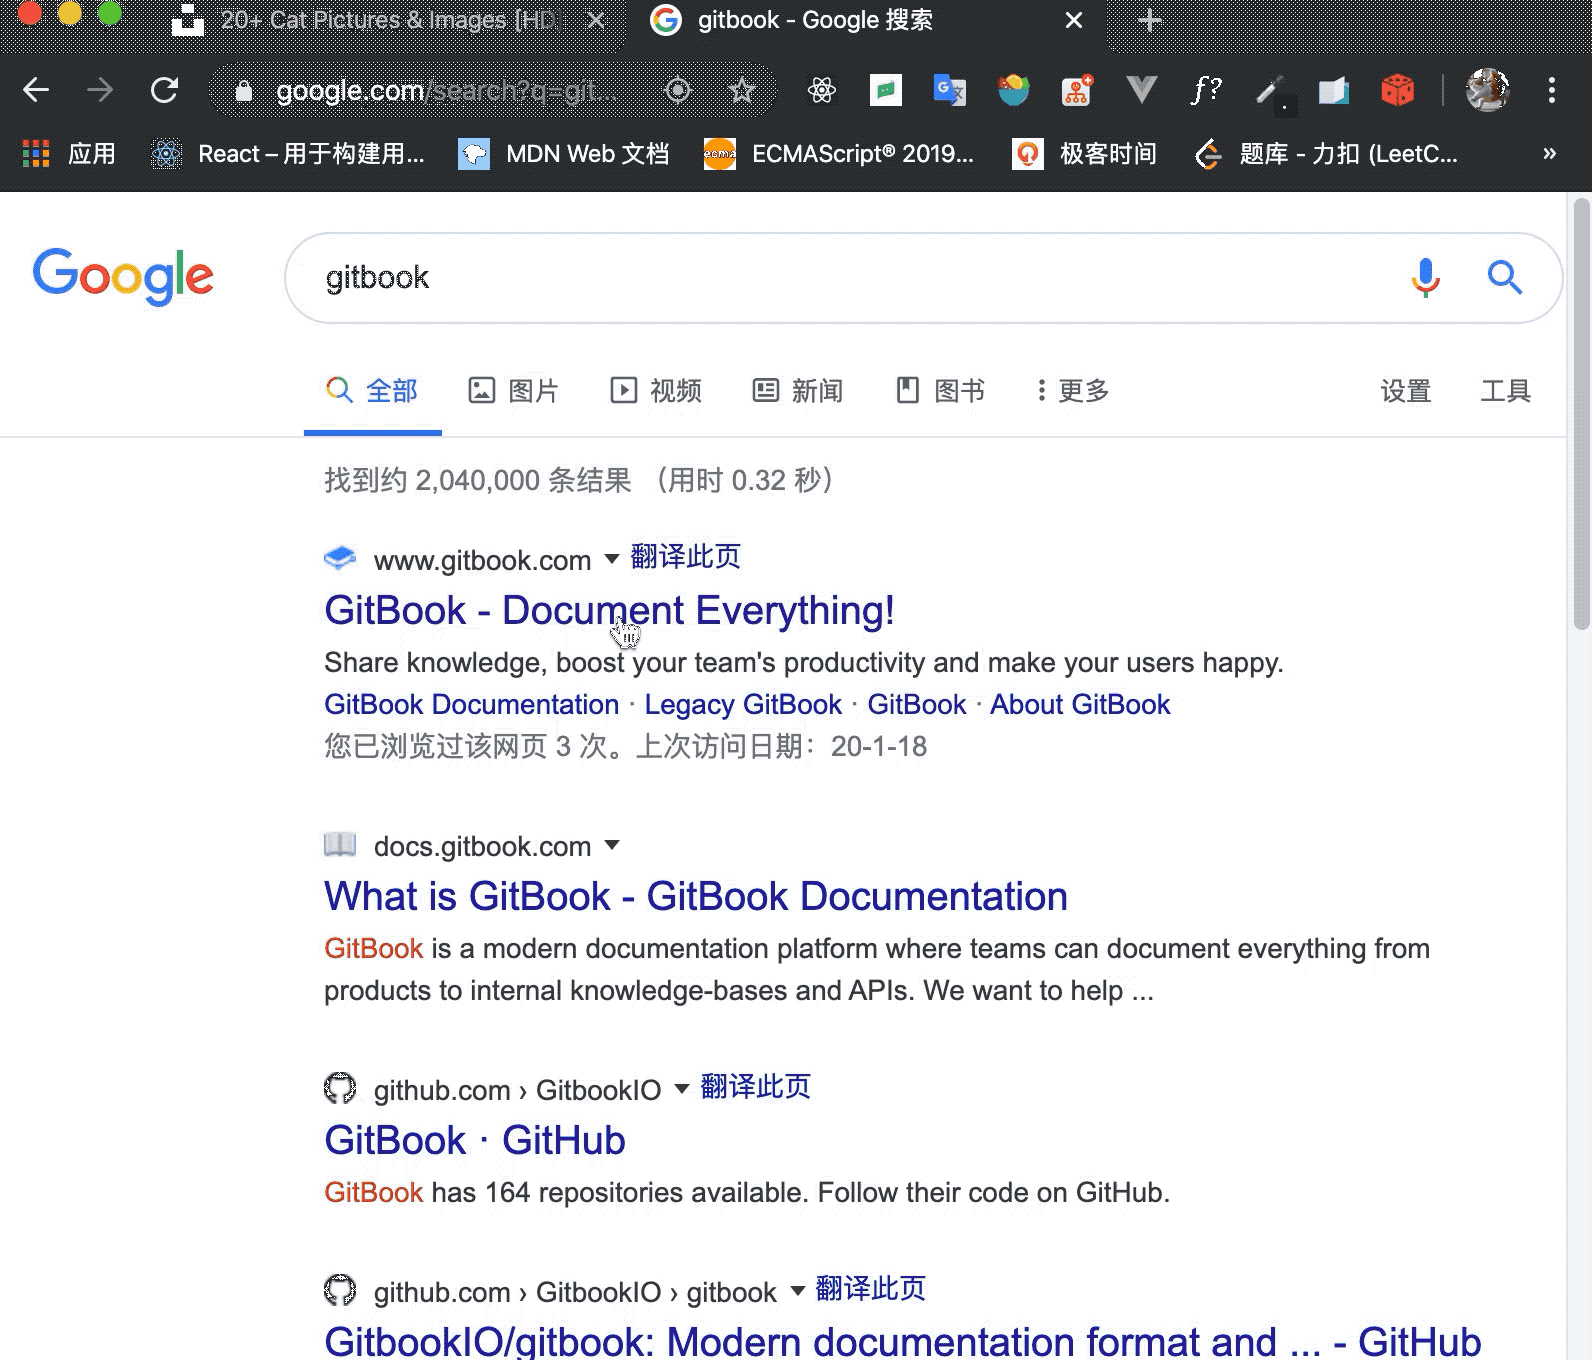 20+ Cat Pictures & Images [HD
gitbook - Google 搜索
google.com/search?q=git...
应用
React – 用于构建用...
MDN Web 文档
ecma
ECMAScript® 2019...
极客时间
题库 - 力扣 (LeetC...
»
Google
gitbook
全部
图片
视频
新闻
图书
更多
设置
工具
找到约 2,040,000 条结果 （用时 0.32 秒）
www.gitbook.com 翻译此页
GitBook - Document Everything!
Share knowledge, boost your team's productivity and make your users happy.
GitBook Documentation · Legacy GitBook · GitBook · About GitBook
您已浏览过该网页 3 次。上次访问日期：20-1-18
docs.gitbook.com
What is GitBook - GitBook Documentation
GitBook is a modern documentation platform where teams can document everything from
products to internal knowledge-bases and APIs. We want to help ...
github.com › GitbookIO 翻译此页
GitBook · GitHub
GitBook has 164 repositories available. Follow their code on GitHub.
github.com › GitbookIO › gitbook 翻译此页
GitbookIO/gitbook: Modern documentation format and ... - GitHub